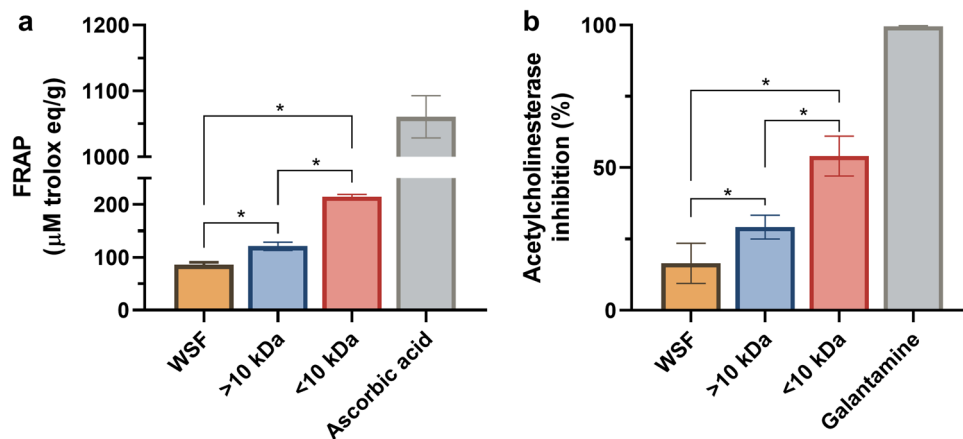 a
FRAP
(µM trolox eq/g)
1200
1100
1000
200
100
0
*
*
*
WSF
>10 kDa
<10 kDa
Ascorbic acid
b
Acetylcholinesterase
inhibition (%)
100
50
0
*
*
*
WSF
>10 kDa
<10 kDa
Galantamine